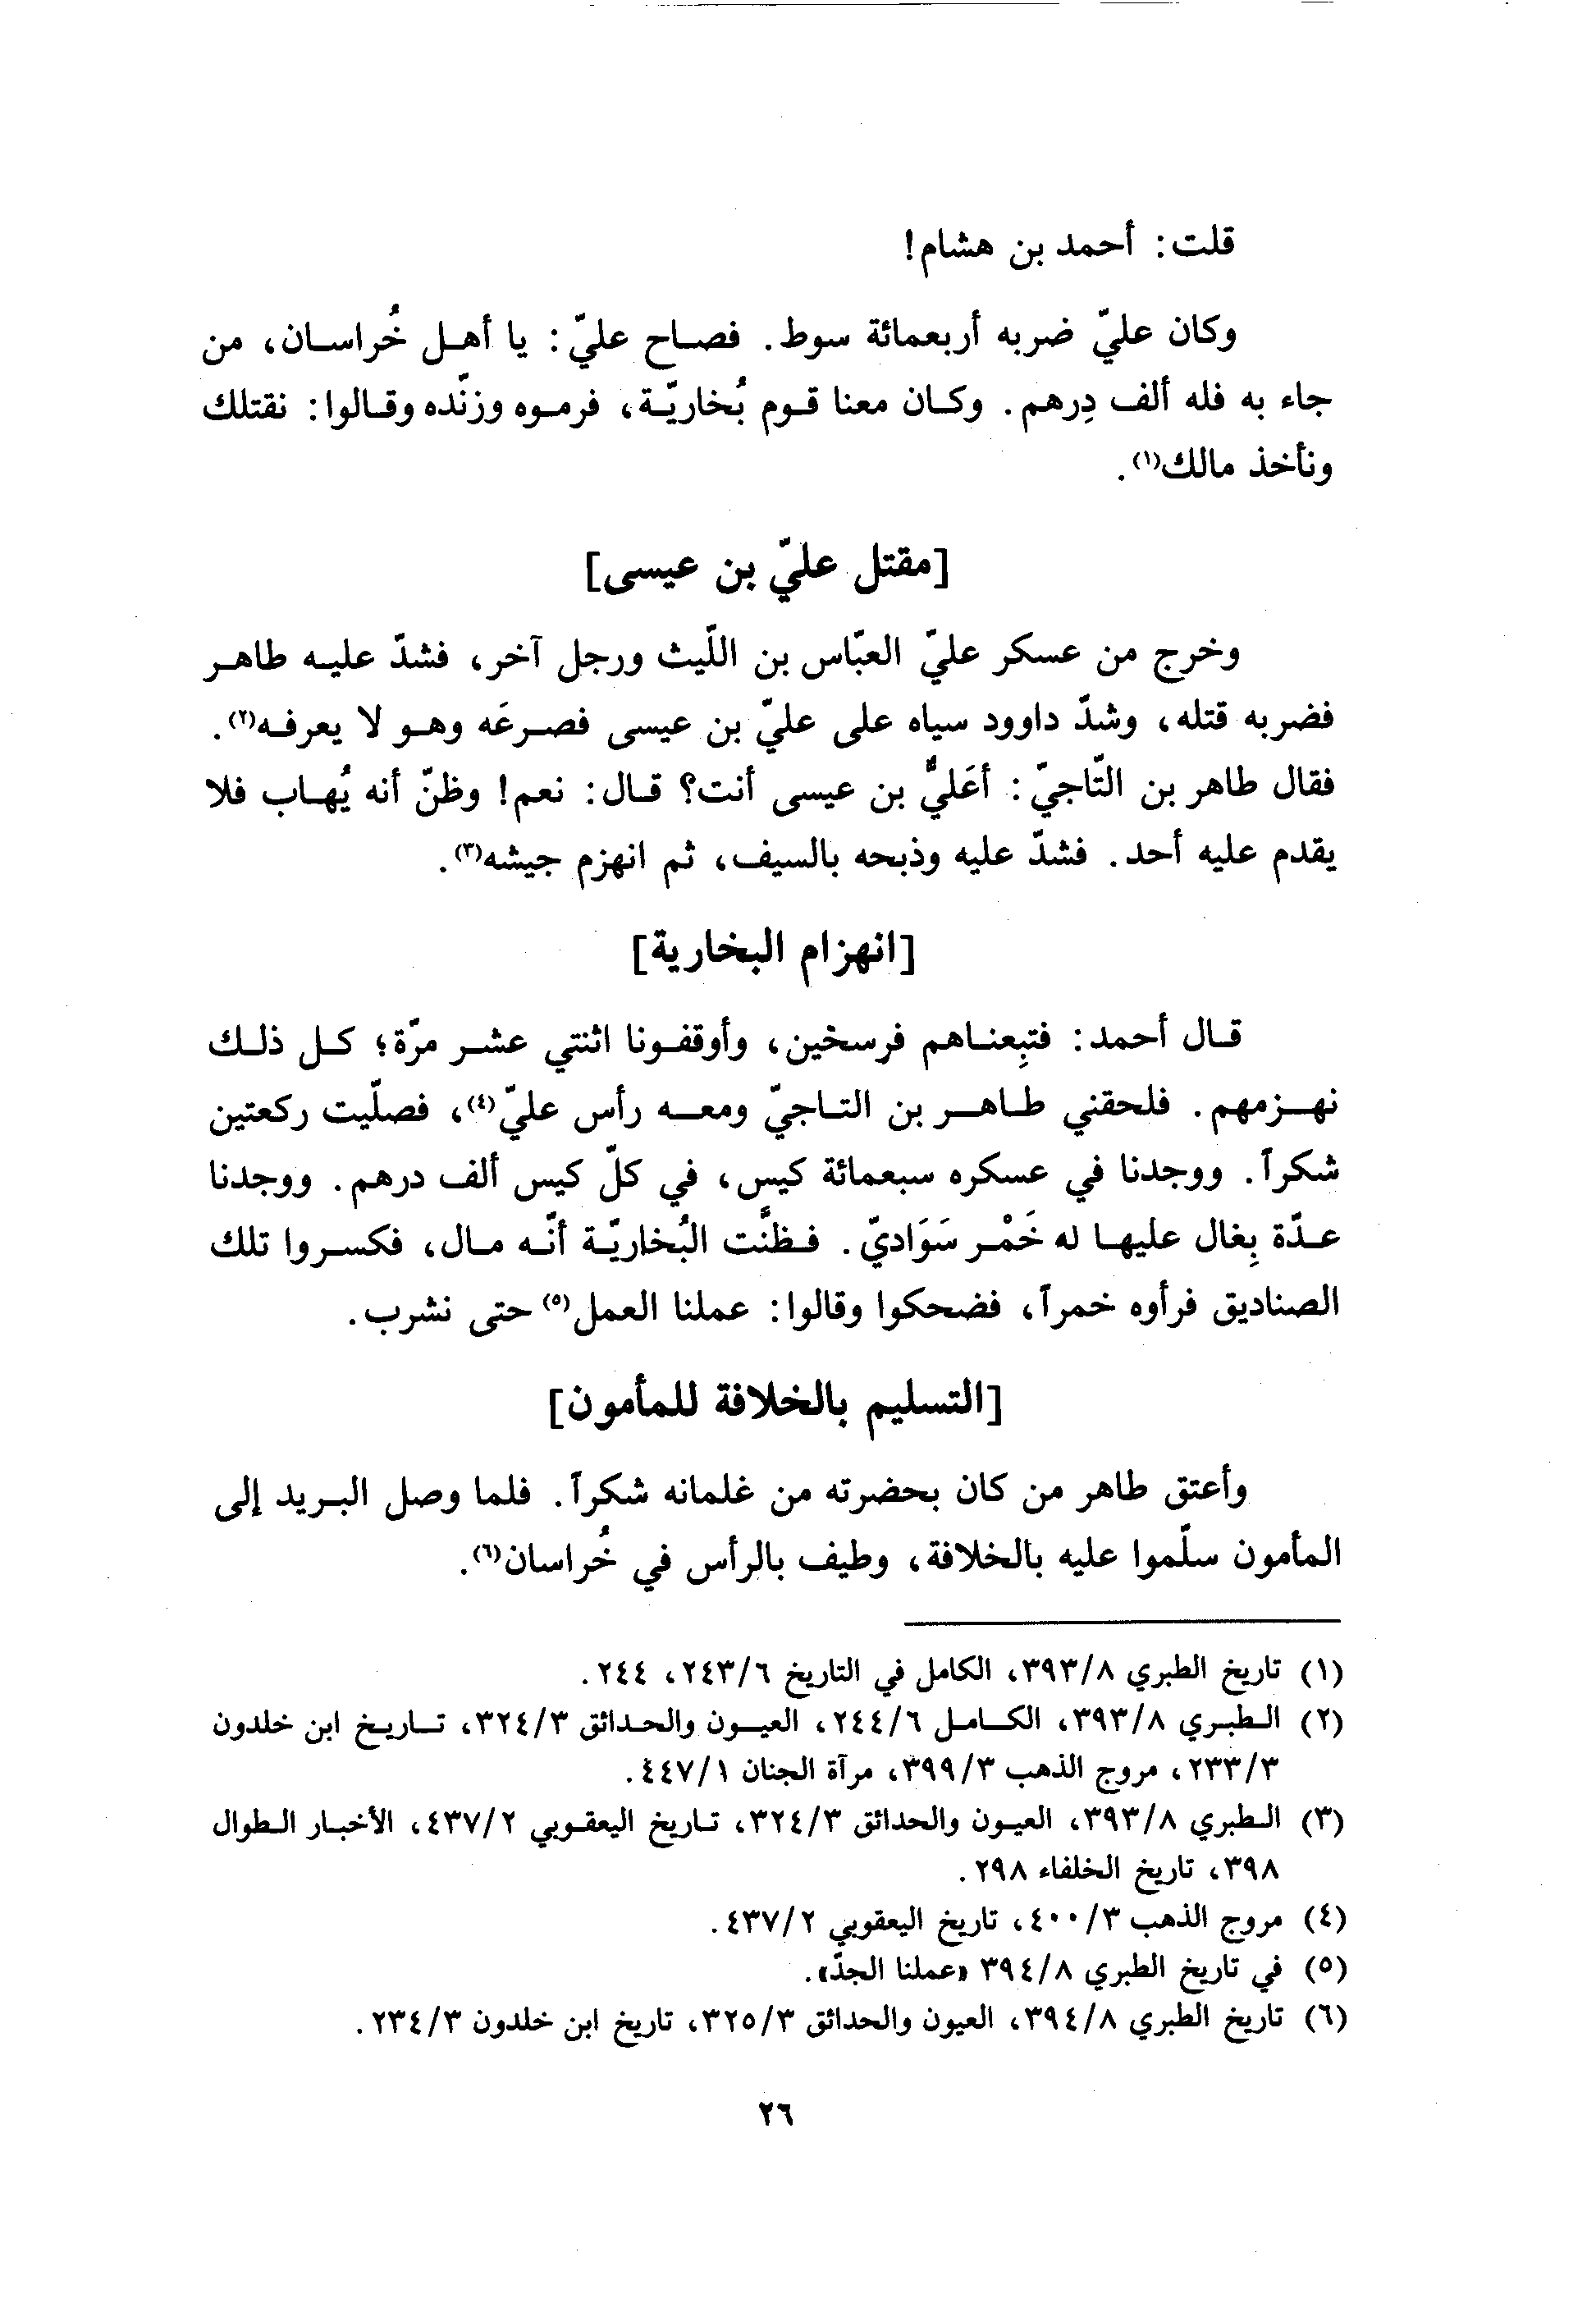 قلت: أحمد بن هشام!
وكان عليّ ضربه أربعمائة سوط. فصاح عليّ: يا أهل خُراسان، من
جاء به فله ألف دِرهم. وكان معنا قوم بُخاريّة، فرموه وزنّده وقالوا: نقتلك
ونأخذ مالك(١).
[مقتل عليّ بن عيسى]
وخرج من عسكر عليّ العبّاس بن اللّيث ورجل آخر، فشدّ عليه طاهر
فضربه قتله، وشدّ داوود سياه على عليّ بن عيسى فصرعَه وهو لا يعرفه(٢).
فقال طاهر بن التّاجيّ: أعَليٌّ بن عيسى أنت؟ قال: نعم! وظنّ أنه يُهاب فلا
يقدم عليه أحد. فشدّ عليه وذبحه بالسيف، ثم انهزم جيشه(٣).
[انهزام البخارية]
قال أحمد: فتبِعناهم فرسخين، وأوقفونا اثنتي عشر مرّة؛ كل ذلك
نهزمهم. فلحقني طاهر بن التاجيّ ومعه رأس عليّ(٤)، فصلّيت ركعتين
شكراً. ووجدنا في عسكره سبعمائة كيس، في كلّ كيس ألف درهم. ووجدنا
عدّة بِغال عليها له خَمْر سَوَاديّ. فظنَّت البُخاريّة أنّه مال، فكسروا تلك
الصناديق فرأوه خمراً، فضحكوا وقالوا: عملنا العمل(٥) حتى نشرب.
[التسليم بالخلافة للمأمون]
وأعتق طاهر من كان بحضرته من غلمانه شكراً. فلما وصل البريد إلى
المأمون سلّموا عليه بالخلافة، وطيف بالرأس في خُراسان(٦).
(١) تاريخ الطبري ٣٩٣/٨، الكامل في التاريخ ٢٤٣/٦، ٢٤٤.
(٢) الطبري ٣٩٣/٨، الكامل ٢٤٤/٦، العيون والحدائق ٣٢٤/٣، تاريخ ابن خلدون
٢٣٣/٣، مروج الذهب ٣٩٩/٣، مرآة الجنان ٤٤٧/١.
(٣) الطبري ٣٩٣/٨، العيون والحدائق ٣٢٤/٣، تاريخ اليعقوبي ٤٣٧/٢، الأخبار الطوال
٣٩٨، تاريخ الخلفاء ٢٩٨.
(٤) مروج الذهب ٤٠٠/٣، تاريخ اليعقوبي ٤٣٧/٢.
(٥) في تاريخ الطبري ٣٩٤/٨ «عملنا الجدّ».
(٦) تاريخ الطبري ٣٩٤/٨، العيون والحدائق ٣٢٥/٣، تاريخ ابن خلدون ٢٣٤/٣.
٢٦